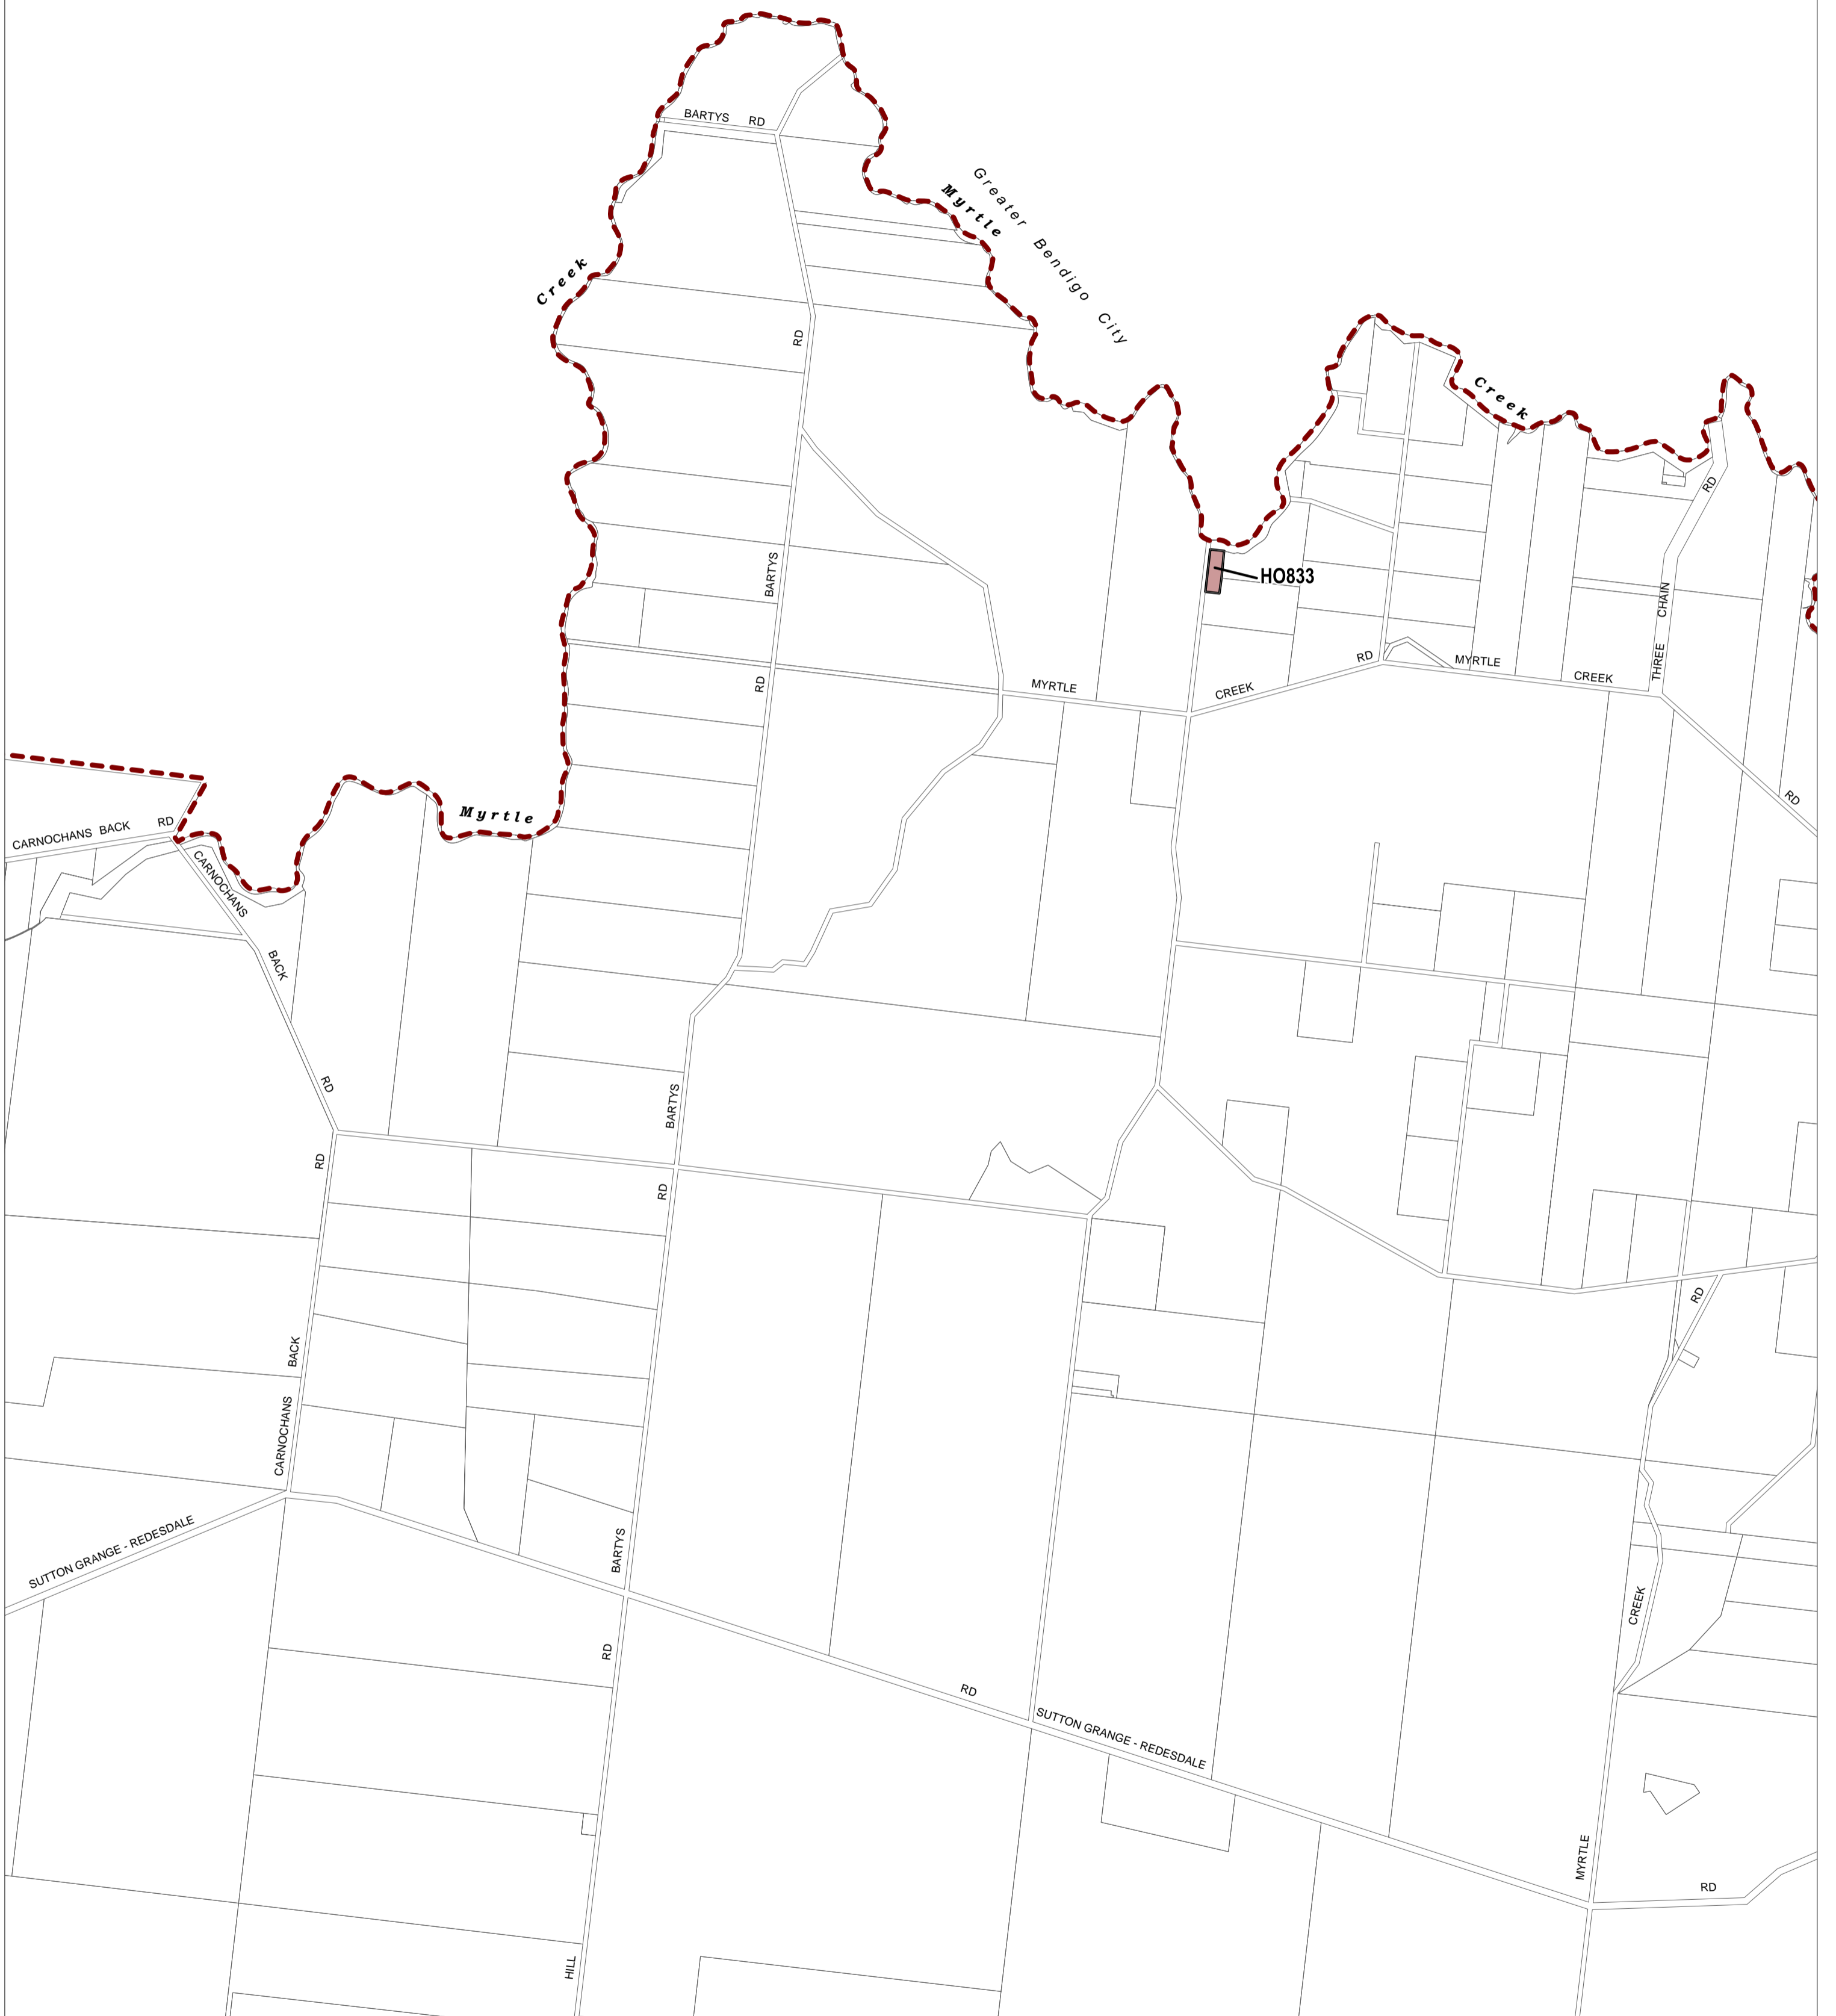 BARTYS RD
Greater Bendigo City
Myrtle
Creek
RD
Creek
RD
BARTYS
HO833
CHAIN
THREE
RD
MYRTLE
CREEK
RD
MYRTLE
CREEK
CREEK
RD
Myrtle
CARNOCHANS BACK RD
CARNOCHANS
BACK
RD
BARTYS
RD
RD
RD
BACK
CARNOCHANS
SUTTON GRANGE - REDESDALE
BARTYS
CREEK
RD
RD
SUTTON GRANGE - REDESDALE
MYRTLE
RD
HILL